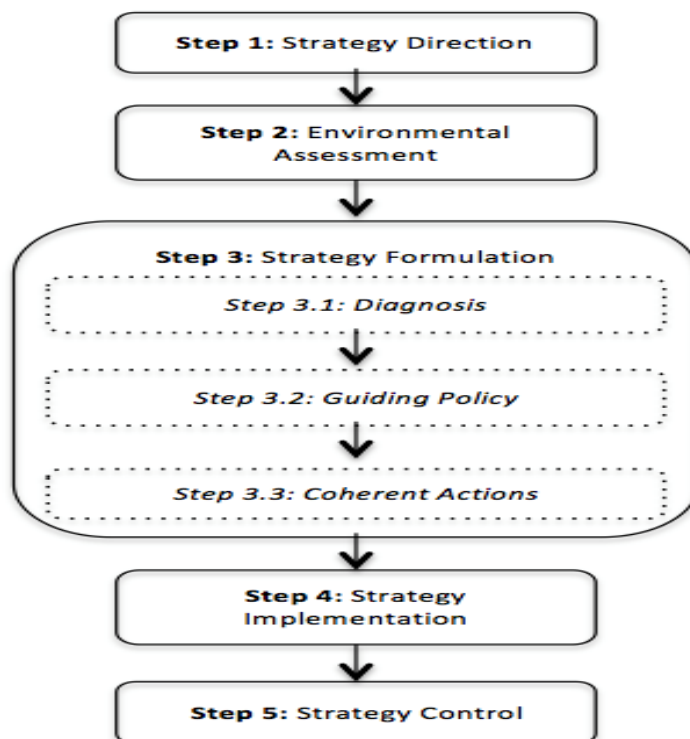 Step 1: Strategy Direction
Step 2: Environmental
Assessment
Step 3: Strategy Formulation
Step 3.1: Diagnosis
Step 3.2: Guiding Policy
Step 3.3: Coherent Actions
Step 4: Strategy
Implementation
Step 5: Strategy Control